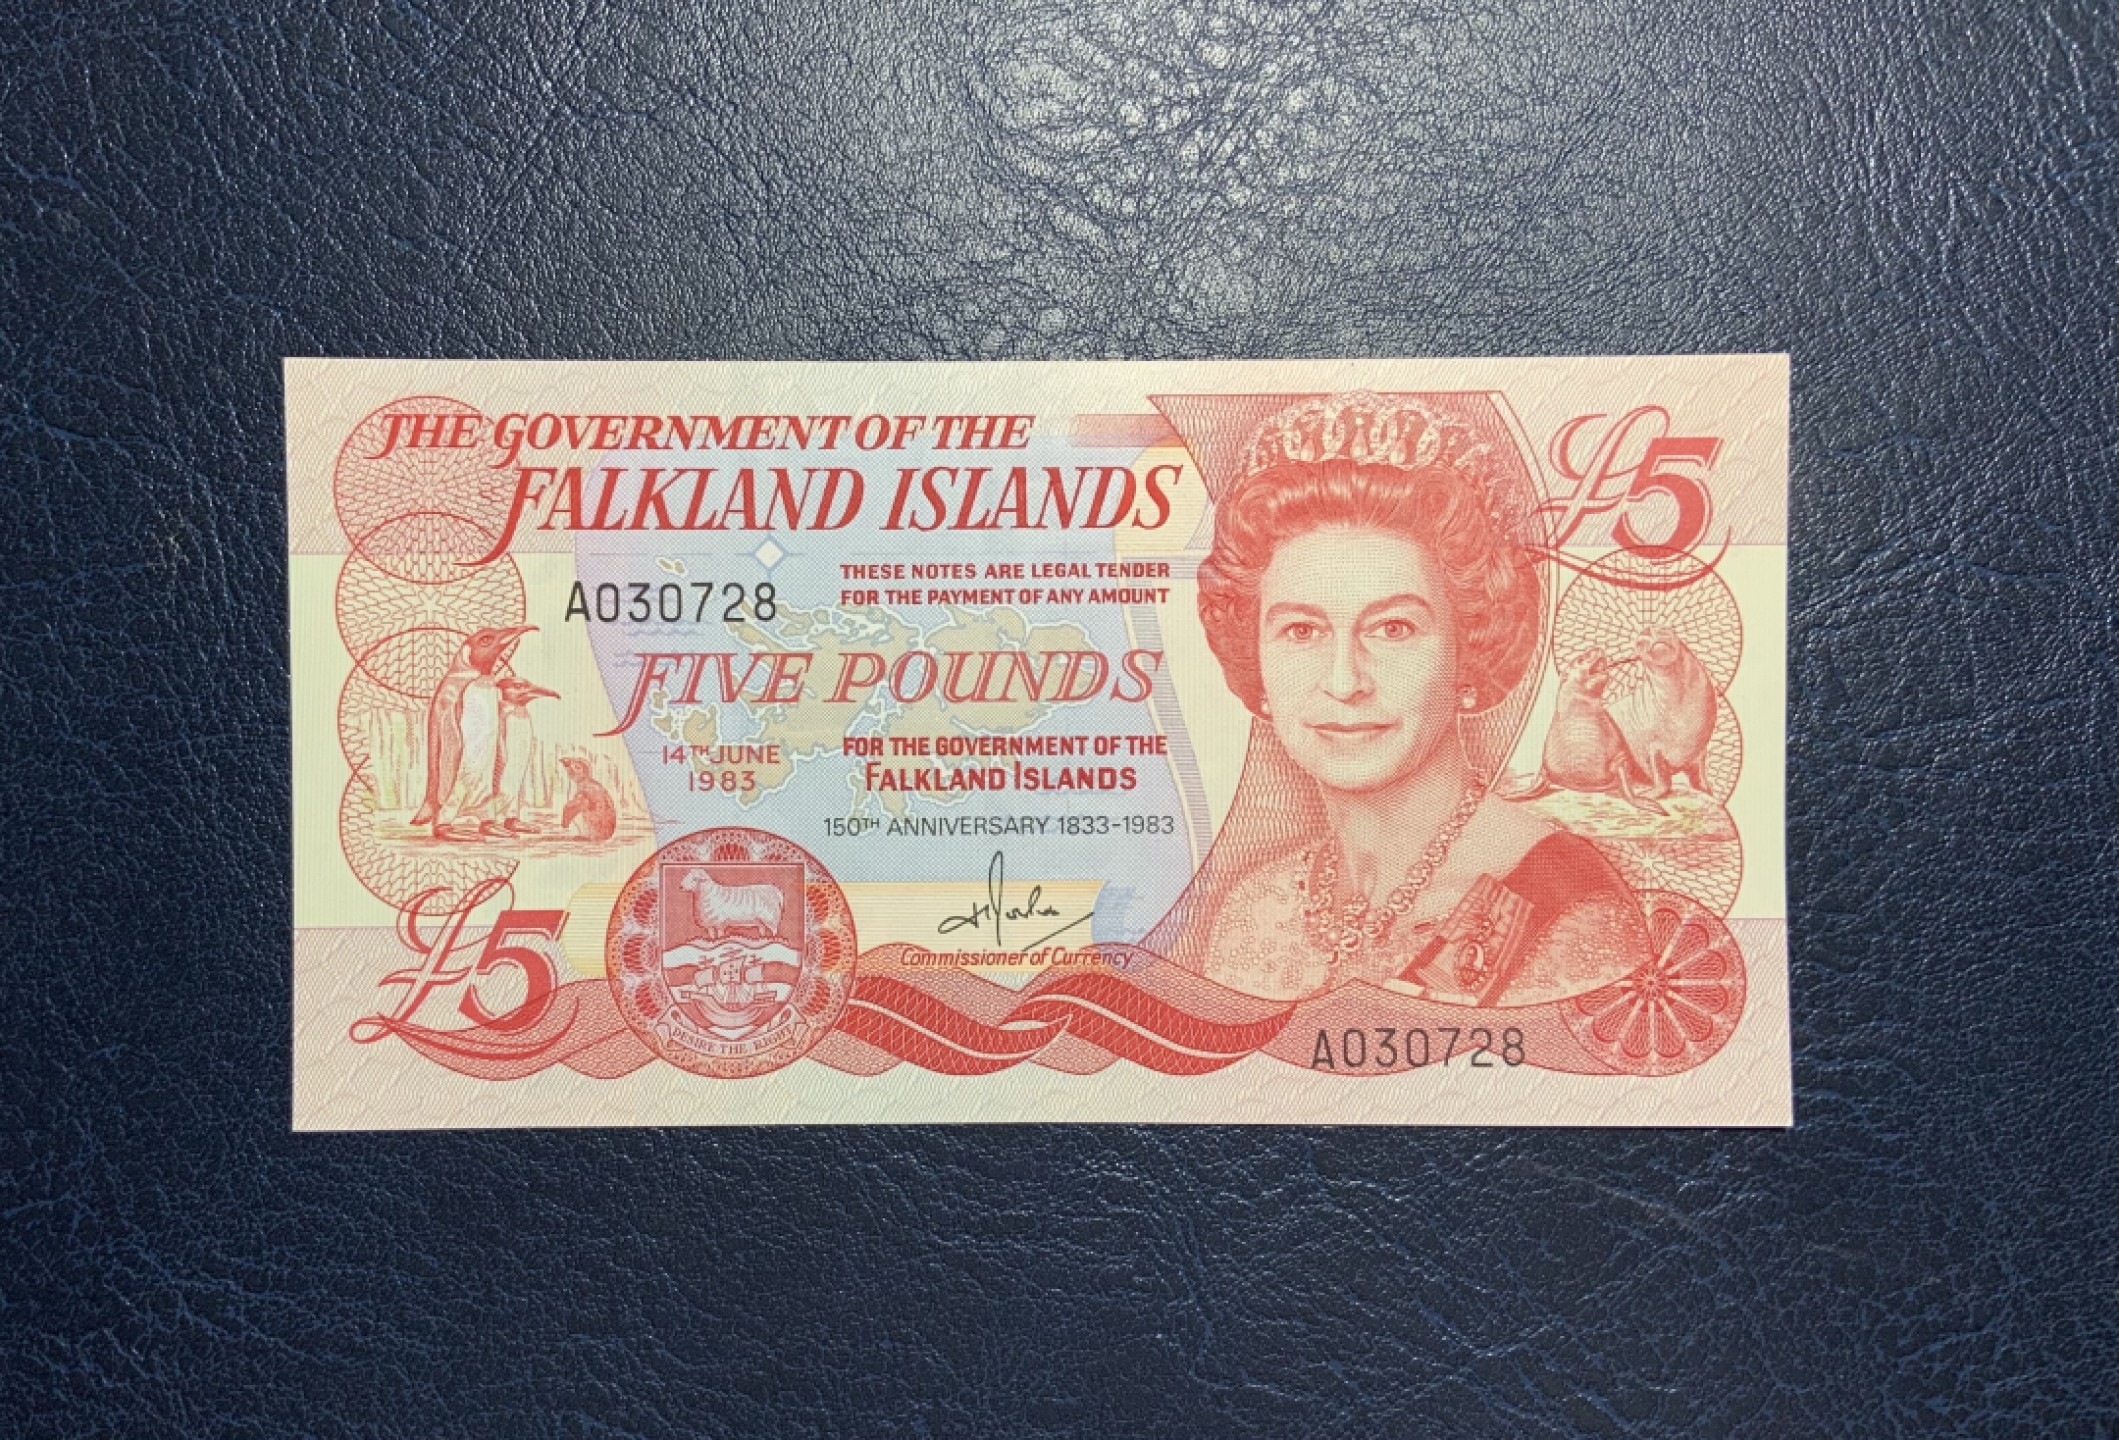 THE GOVERNMENT OF THE
FALKLAND ISLANDS
£5
THESE NOTES ARE LEGAL TENDER
FOR THE PAYMENT OF ANY AMOUNT
A030728
FIVE POUNDS
14TH JUNE
1983
FOR THE GOVERNMENT OF THE
FALKLAND ISLANDS
150TH ANNIVERSARY 1833-1983
Commissioner of Currency
£5
DESIRE THE RIGHT
A030728